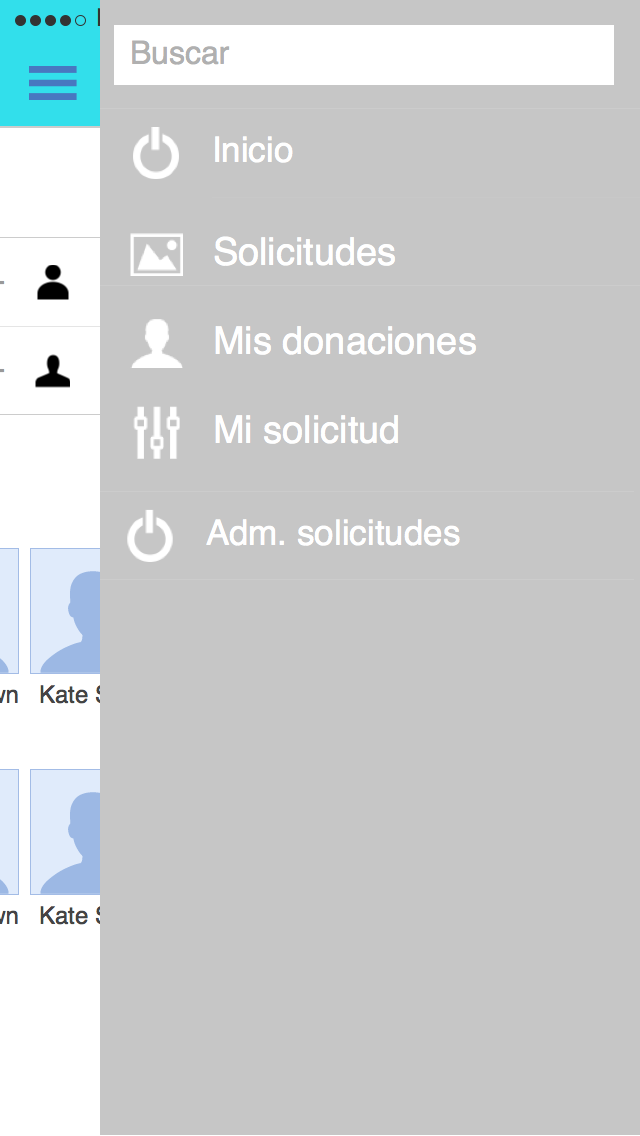 Buscar
Inicio
Solicitudes
Mis donaciones
Mi solicitud
Adm. solicitudes
wn Kate S
wn Kate S